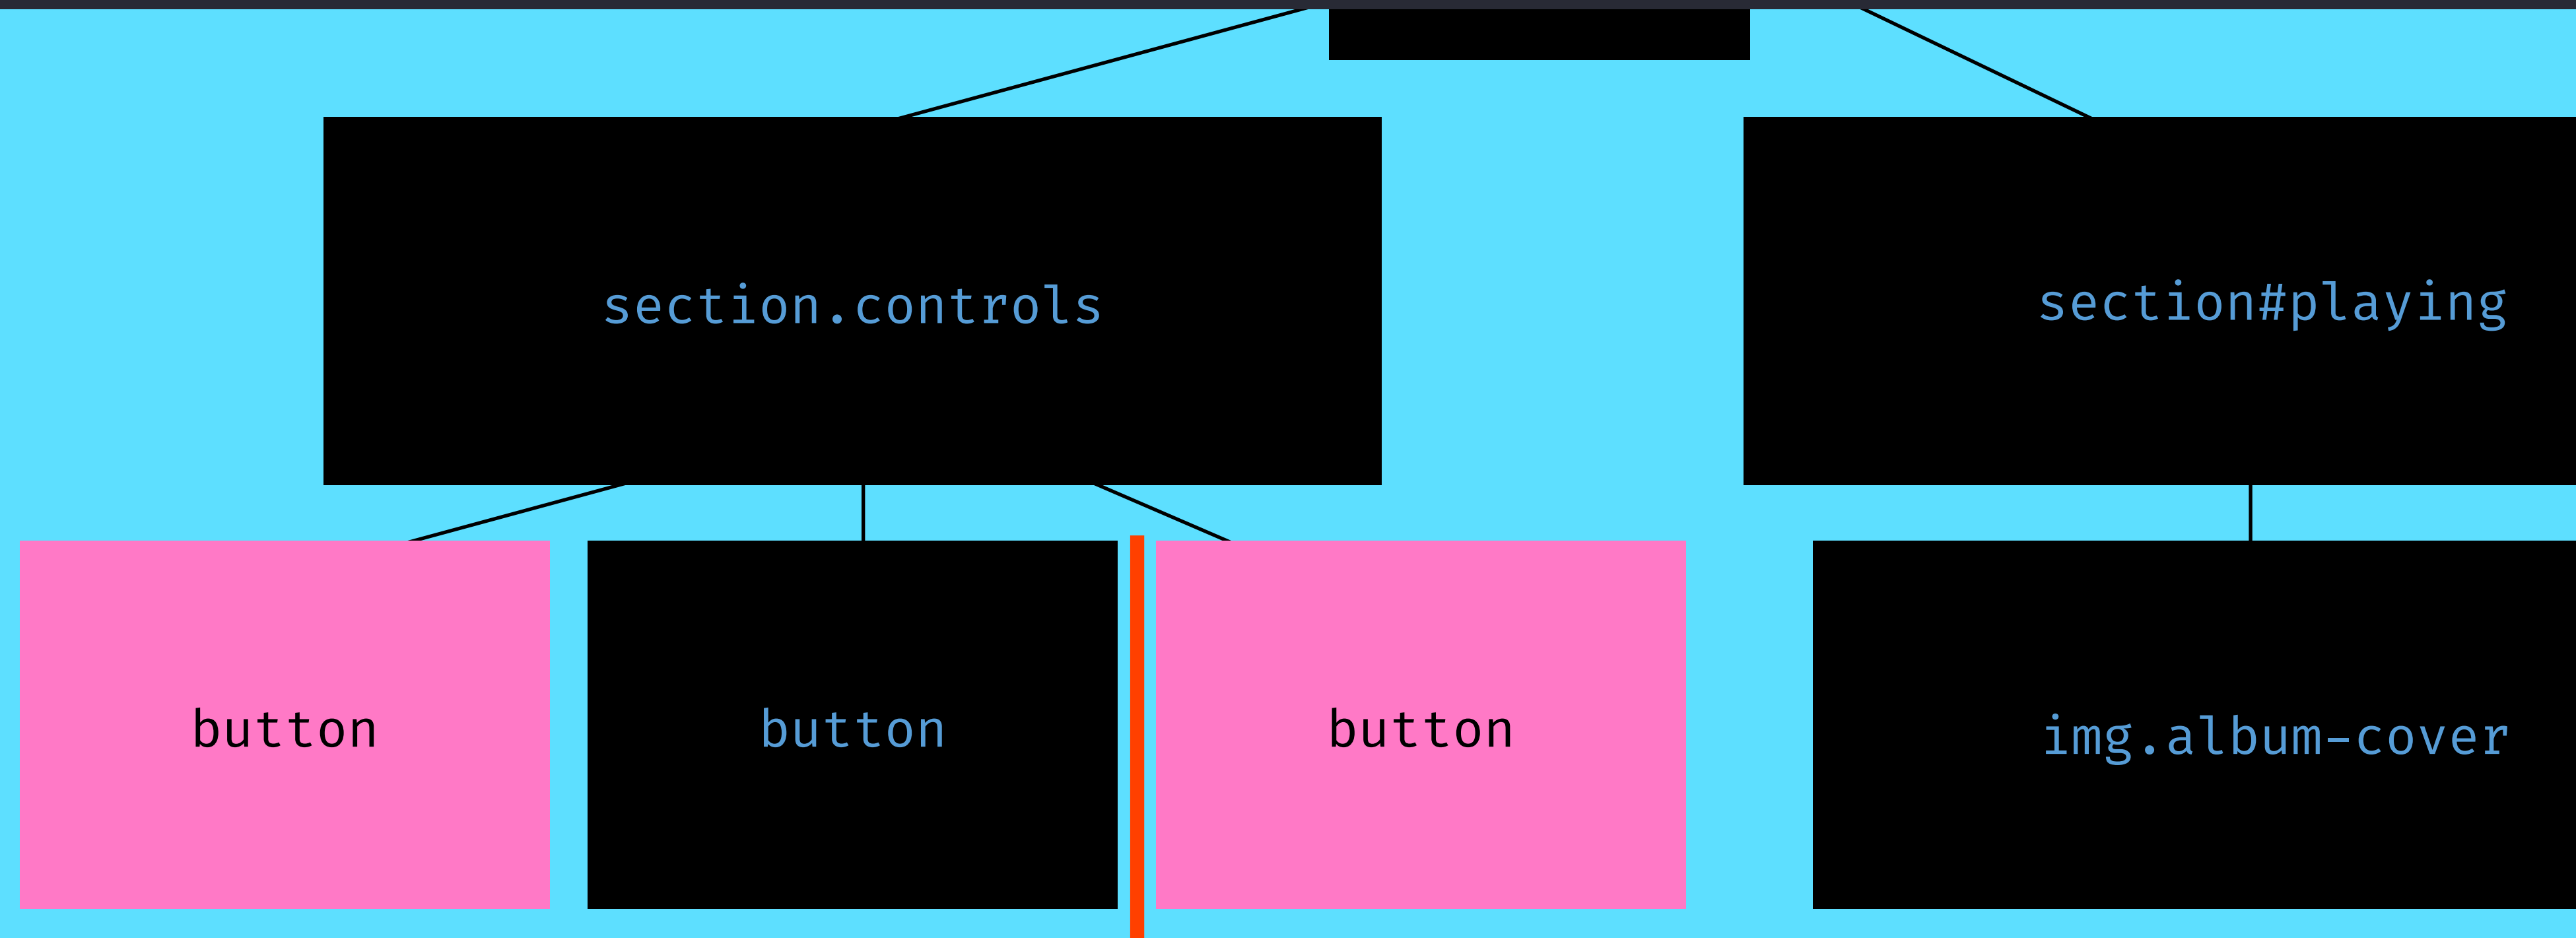 section.controls
section#playing
button
button
button
img.album-cover